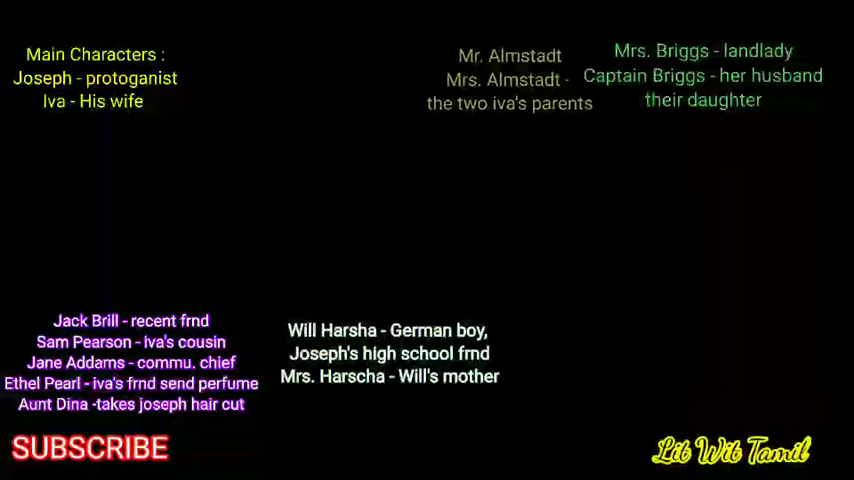 Main Characters :
Joseph - protoganist
Iva - His wife
Mr. Almstadt
Mrs. Almstadt -
the two iva's parents
Mrs. Briggs - landlady
Captain Briggs - her husband
their daughter
Jack Brill - recent frnd
Sam Pearson - iva's cousin
Jane Addams - commu. chief
Ethel Pearl - iva's frnd send perfume
Aunt Dina -takes joseph hair cut
Will Harsha - German boy,
Joseph's high school frnd
Mrs. Harscha - Will's mother
SUBSCRIBE
Lit Wit Tamil